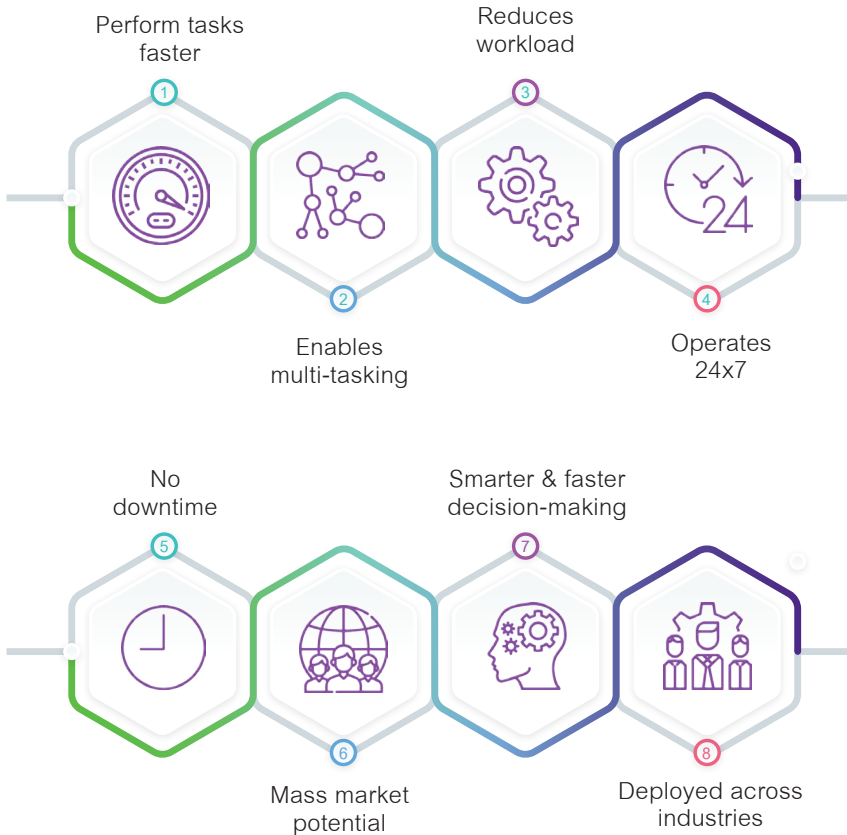 Perform tasks
faster
1
Enables
multi-tasking
2
Reduces
workload
3
24
4
Operates
24x7
No
downtime
5
6
Mass market
potential
Smarter & faster
decision-making
7
8
Deployed across
industries